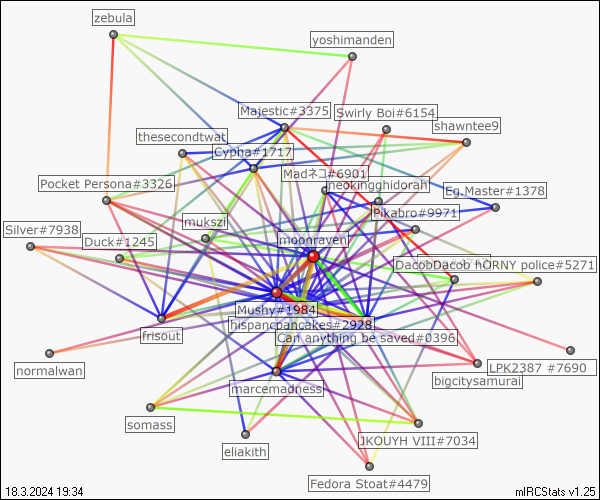 zebula
yoshimanden
Majestic#3375
Swirly Boi#6154
shawntee9
thesecondtwat
Cypha#1717
Madネコ#6901
neokingghidorah
Eg.Master#1378
Pocket Persona#3326
Pikabro#9971
mukszi
Silver#7938
Duck#1245
moonraven
HORNY police#5271
Mushy#1984
hispancpancakes#2928
frisout
Can anything be saved#0396
LPK2387 #7690
normalwan
marcemadness
bigcitysamurai
somass
JKOUYH VIII#7034
eliakith
Fedora Stoat#4479
18.3.2024 19:34
mIRCStats v1.25